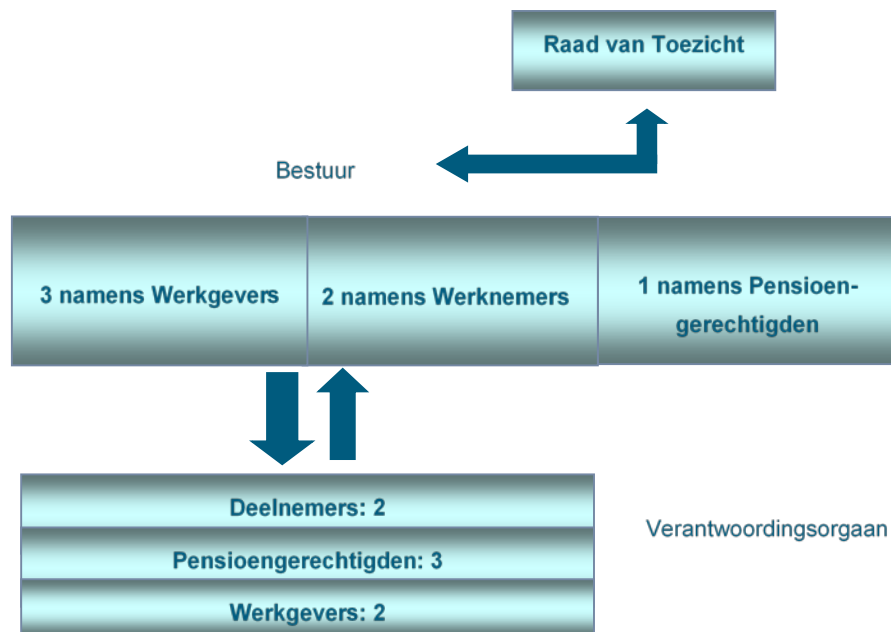 Raad van Toezicht
Bestuur
3 namens Werkgevers
2 namens Werknemers
1 namens Pensioen-
gerechtigden
Deelnemers: 2
Verantwoordingsorgaan
Pensioengerechtigden: 3
Werkgevers: 2